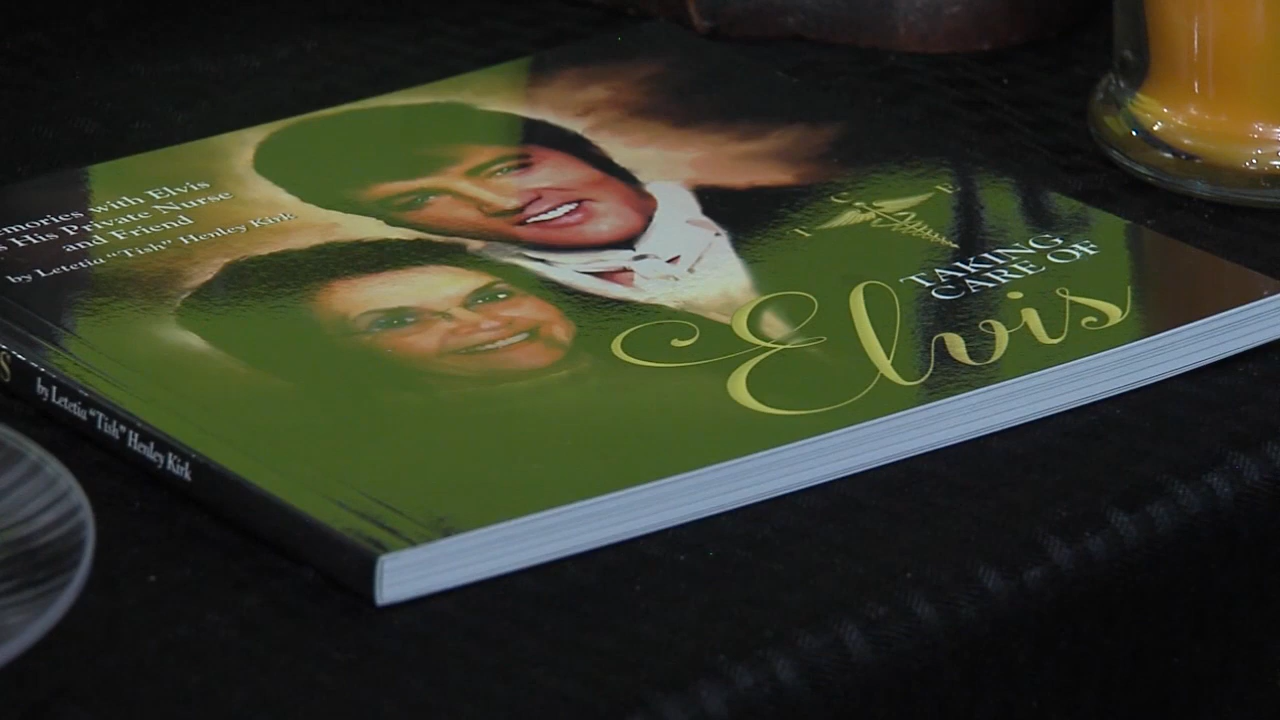 emories with Elvis
s His Private Nurse
and Friend
by Letetia “Tish” Henley Kirk
TAKING
CARE OF
Elvis
s by Letetia “Tish” Henley Kirk